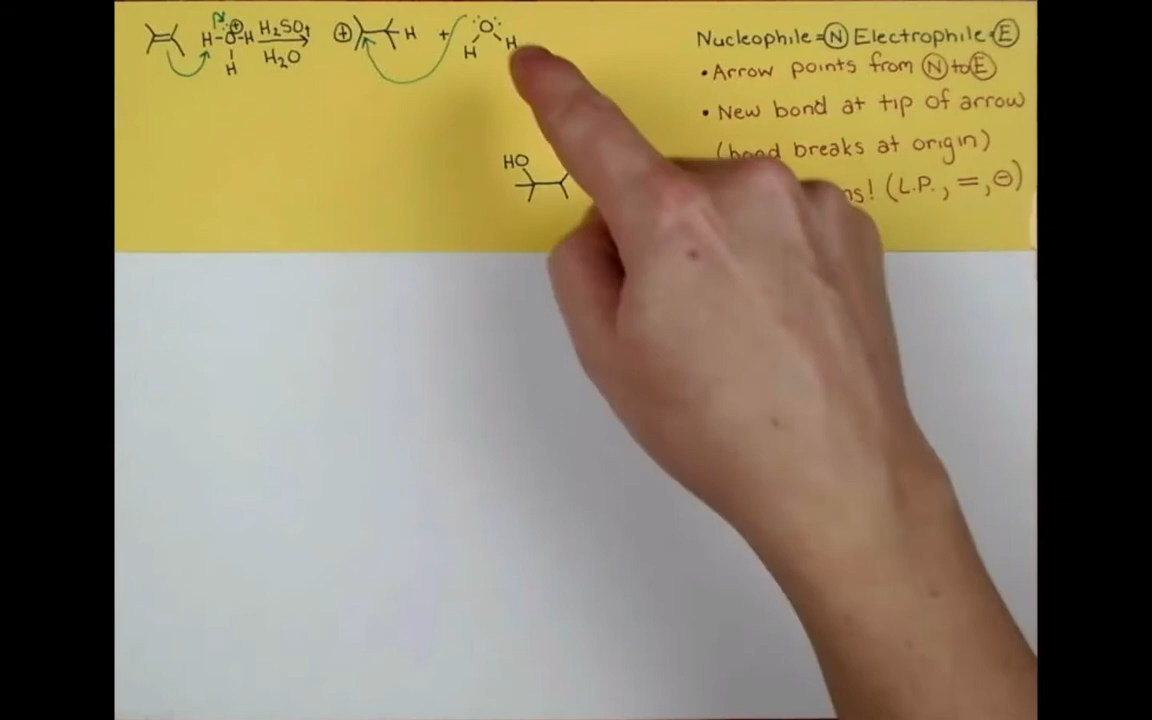 H-O-H H₂SO₄ ⊕ H + :O:
H H₂O H H
HO
Nucleophile=Ⓝ Electrophile=Ⓔ
• Arrow points from Ⓝ to Ⓔ
• New bond at tip of arrow
(bond breaks at origin)
! (L.P., =, ⊖)